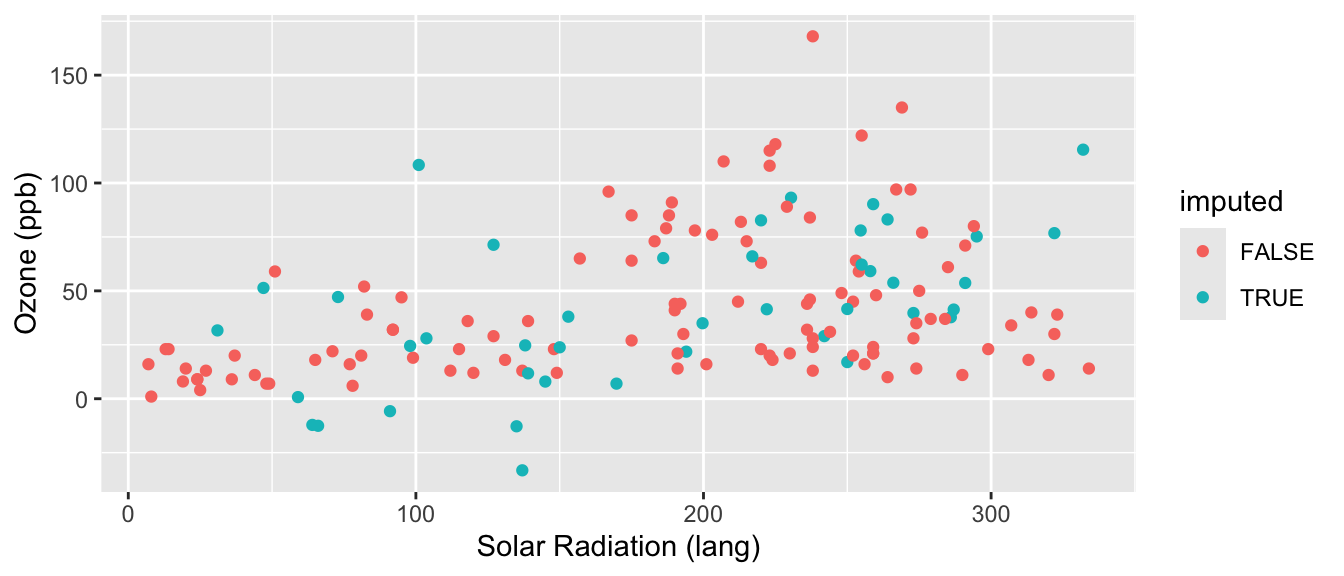 150
100
50
0
Ozone (ppb)
0 100 200 300
Solar Radiation (lang)
imputed
FALSE
TRUE